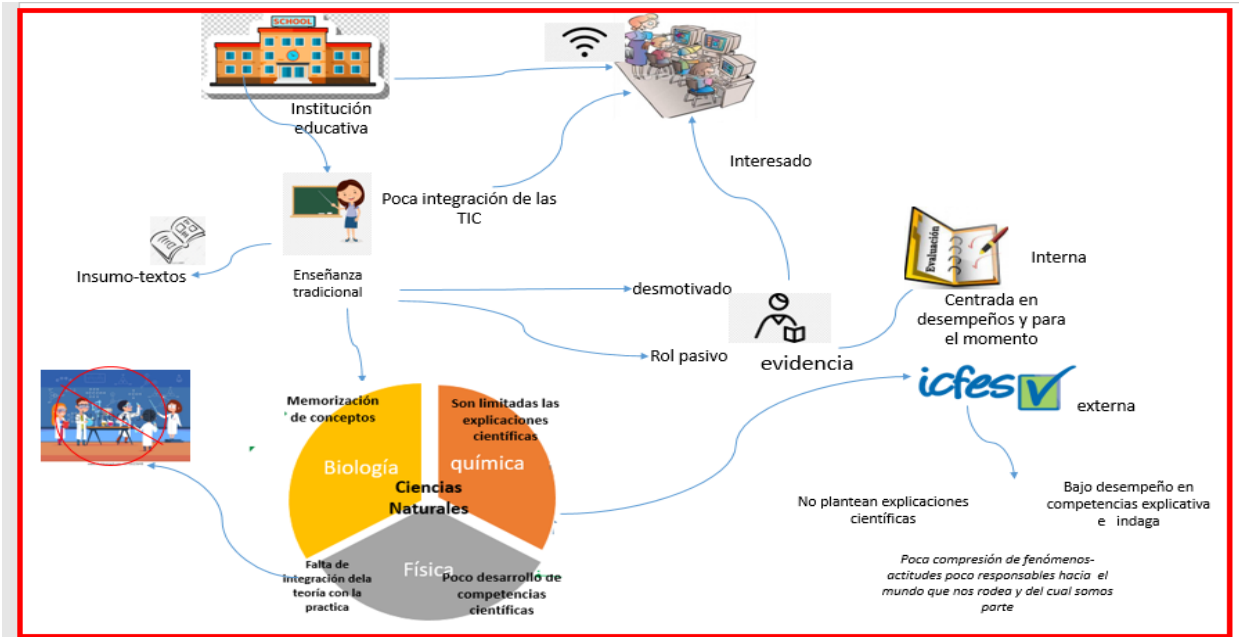 SCHOOL
Institución
educativa
Interesado
Poca integración de las
TIC
Insumo-textos
Enseñanza
tradicional
desmotivado
Rol pasivo
evidencia
Evaluación
Interna
Centrada en
desempeños y para
el momento
icfes
externa
Memorización
de conceptos
Son limitadas las
explicaciones
científicas
Biología
química
Ciencias
Naturales
Física
Falta de
integración dela
teoría con la
practica
Poco desarrollo de
competencias
científicas
No plantean explicaciones
científicas
Bajo desempeño en
competencias explicativa
e indaga
Poca compresión de fenómenos-
actitudes poco responsables hacia el
mundo que nos rodea y del cual somos
parte